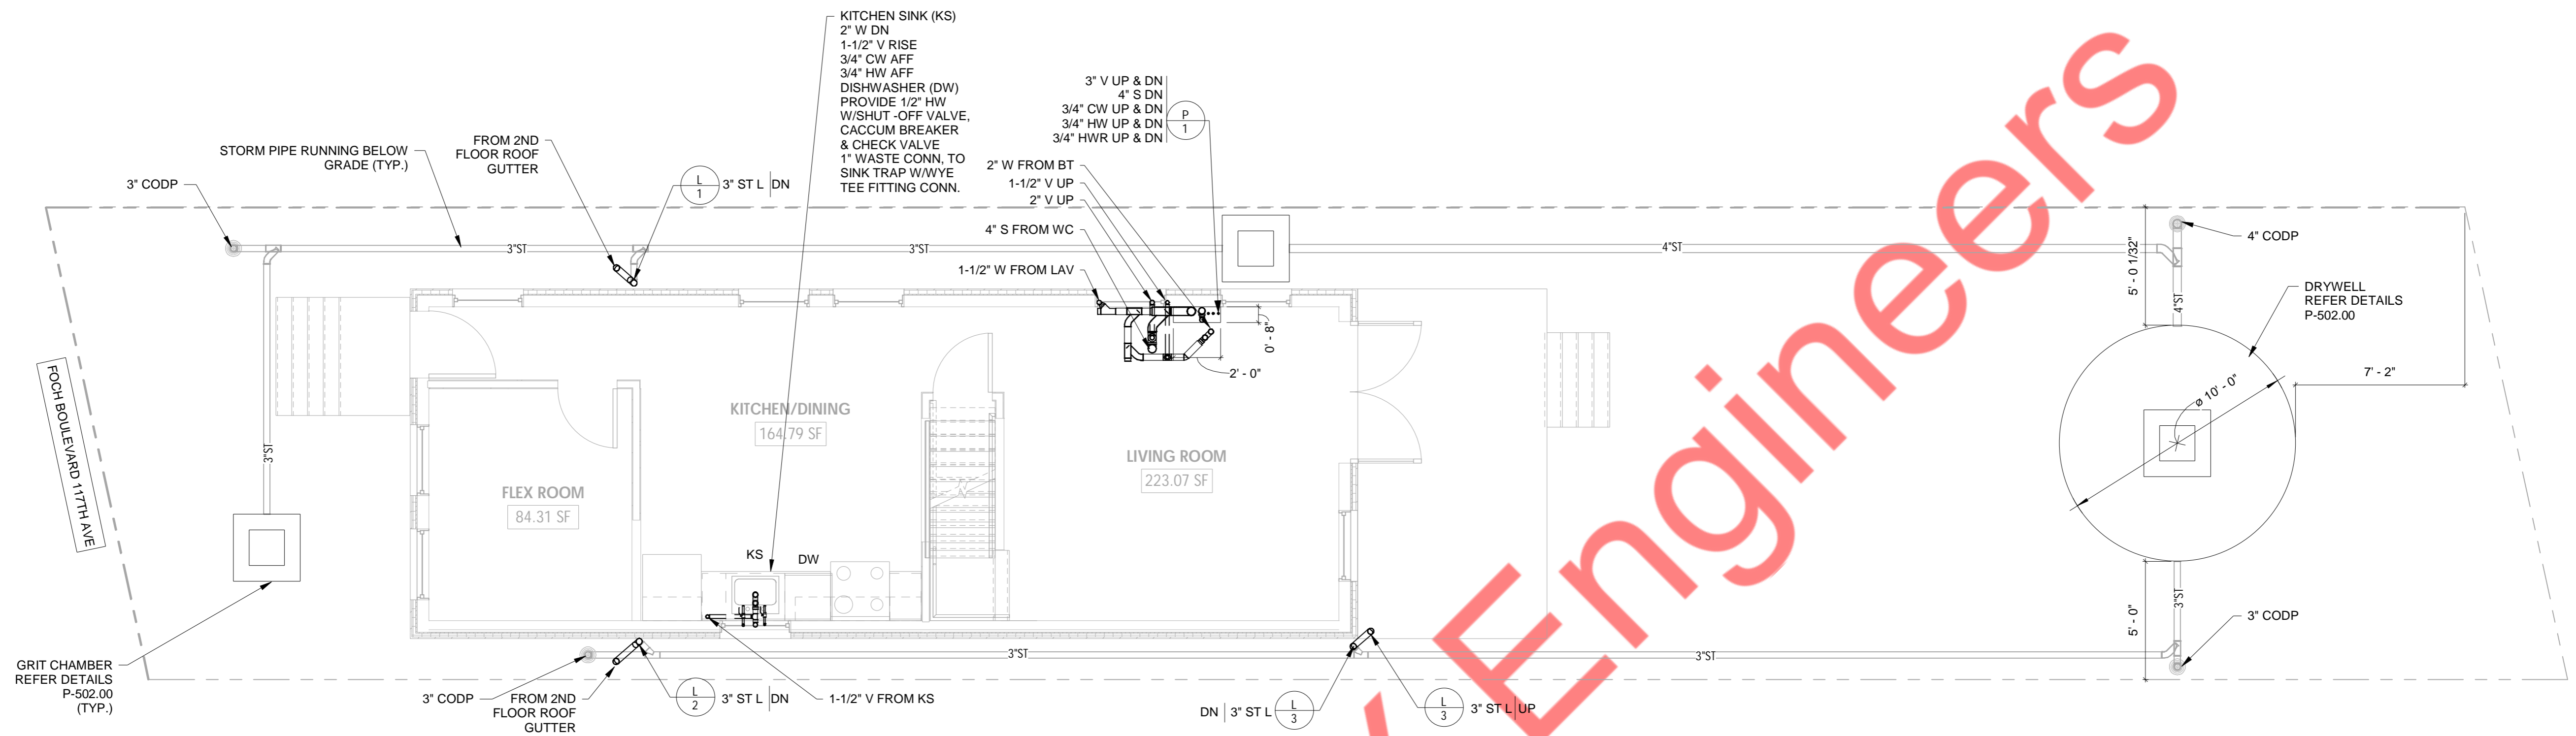 KITCHEN SINK (KS)
2" W DN
1-1/2" V RISE
3/4" CW AFF
3/4" HW AFF
DISHWASHER (DW)
PROVIDE 1/2" HW
W/SHUT -OFF VALVE,
CACCUM BREAKER
& CHECK VALVE
1" WASTE CONN, TO
SINK TRAP W/WYE
TEE FITTING CONN.
3" V UP & DN
4" S DN
3/4" CW UP & DN
3/4" HW UP & DN
3/4" HWR UP & DN
P
1
FROM 2ND
FLOOR ROOF
GUTTER
STORM PIPE RUNNING BELOW
GRADE (TYP.)
3" CODP
L
1
3" ST L DN
2" W FROM BT
1-1/2" V UP
2" V UP
4" S FROM WC
1-1/2" W FROM LAV
3"ST
3"ST
4"ST
4" CODP
5' - 0 1/32"
4"ST
DRYWELL
REFER DETAILS
P-502.00
0' - 8"
2' - 0"
7' - 2"
ø 10' - 0"
FOCH BOULEVARD 117TH AVE
3"ST
KITCHEN/DINING
164.79 SF
LIVING ROOM
223.07 SF
FLEX ROOM
84.31 SF
KS
DW
GRIT CHAMBER
REFER DETAILS
P-502.00
(TYP.)
3" CODP
FROM 2ND
FLOOR ROOF
GUTTER
L
2
3" ST L DN
1-1/2" V FROM KS
3"ST
3"ST
DN 3" ST L
L
3
L
3
3" ST L UP
5' - 0"
3"ST
3" CODP
Engineers